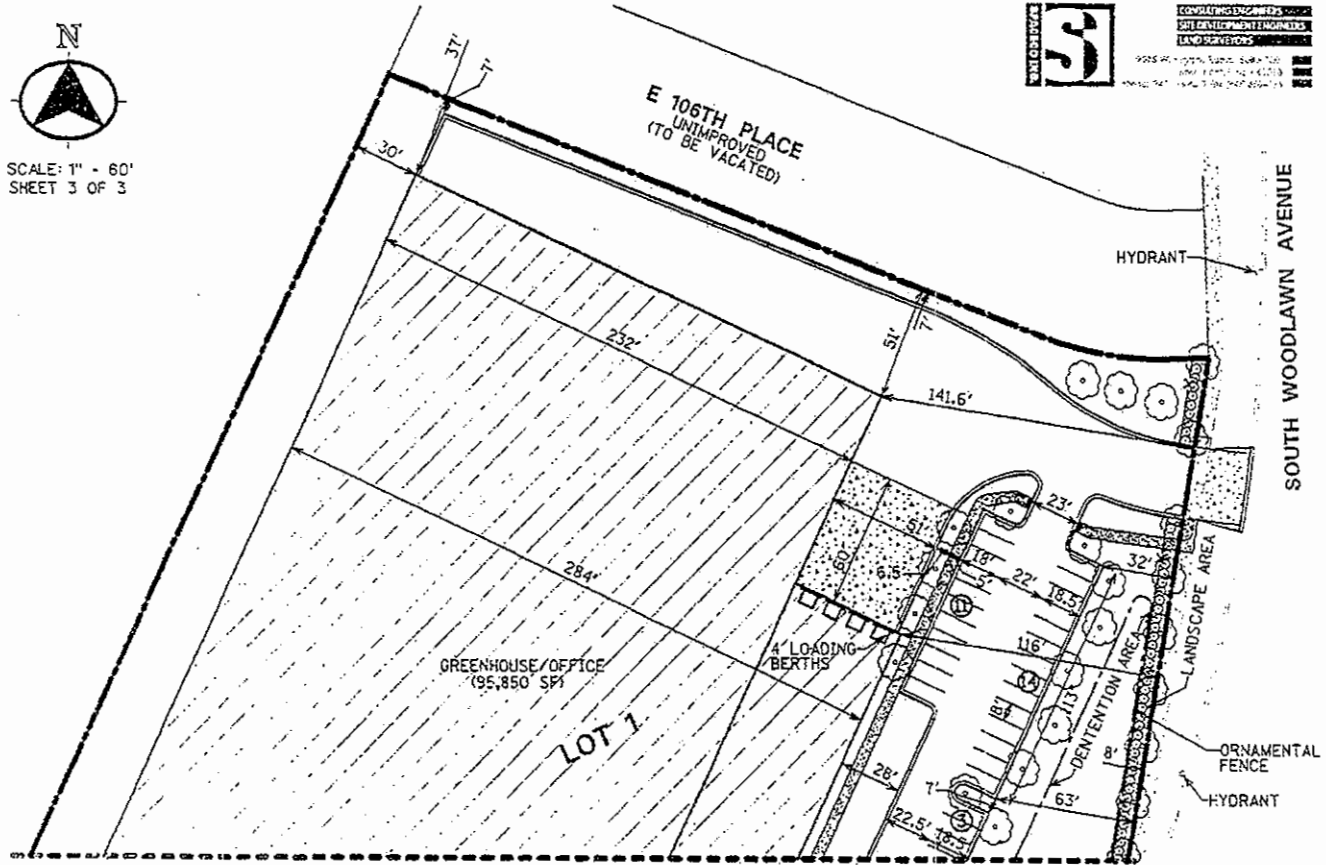 N
SCALE: 1" - 60'
SHEET 3 OF 3
S
CONSULTING ENGINEERS
SITE DEVELOPMENT ENGINEERS
LAND SURVEYORS
E 106TH PLACE
UNIMPROVED
(TO BE VACATED)
SOUTH WOODLAWN AVENUE
HYDRANT
37'
7'
30'
232'
51'
7'
141.6'
284'
51'
60'
6.5'
23'
18'
5'
22'
18.5'
32'
11
116'
14
8'
113'
4 LOADING
BERTHS
GREENHOUSE/OFFICE
(95,850 SF)
LOT 1
DENTENTION AREA
LANDSCAPE AREA
8'
ORNAMENTAL
FENCE
HYDRANT
28'
7'
63'
22.5'
18.5'